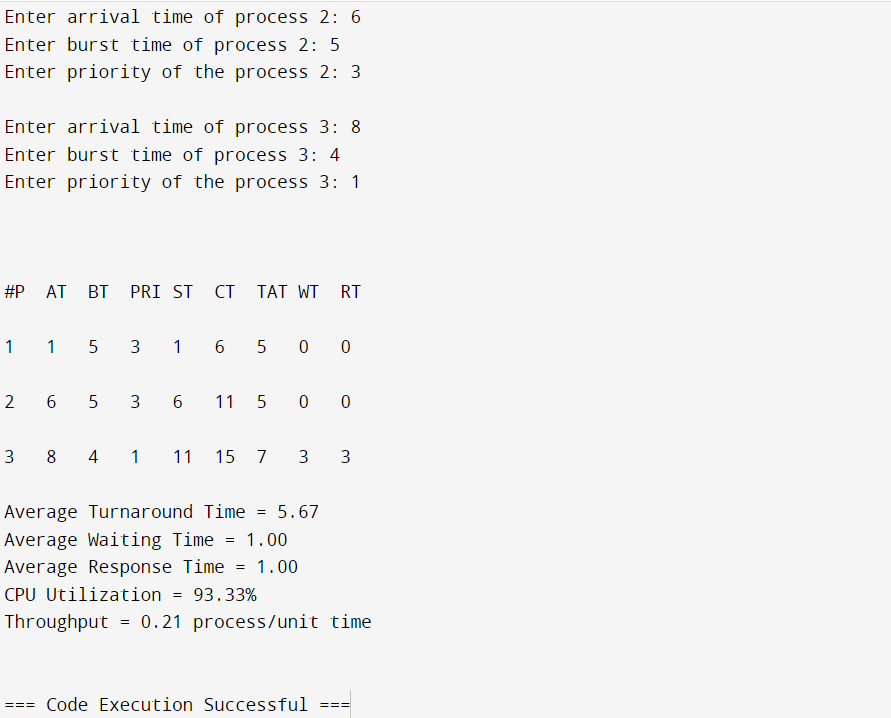 Enter arrival time of process 2: 6
Enter burst time of process 2: 5
Enter priority of the process 2: 3
Enter arrival time of process 3: 8
Enter burst time of process 3: 4
Enter priority of the process 3: 1
#P AT BT PRI ST CT TAT WT RT
1 1 5 3 1 6 5 0 0
2 6 5 3 6 11 5 0 0
3 8 4 1 11 15 7 3 3
Average Turnaround Time = 5.67
Average Waiting Time = 1.00
Average Response Time = 1.00
CPU Utilization = 93.33%
Throughput = 0.21 process/unit time
=== Code Execution Successful ===